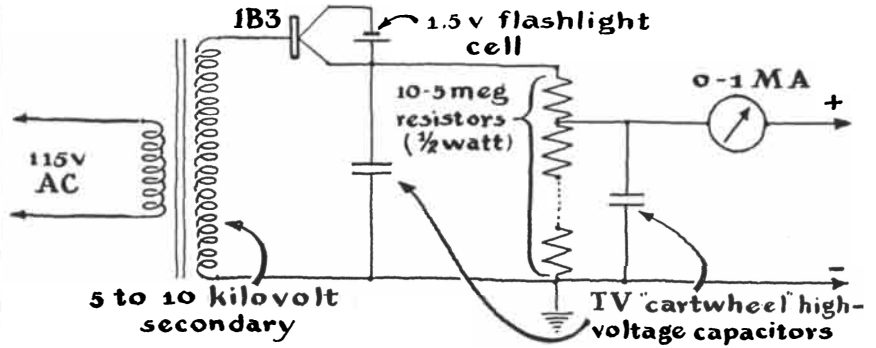 1B3
1.5 v flashlight
cell
0-1 MA
+
10-5 meg
resistors
(½ watt)
115V
AC
5 to 10 kilovolt
secondary
-
TV "cartwheel" high-
voltage capacitors